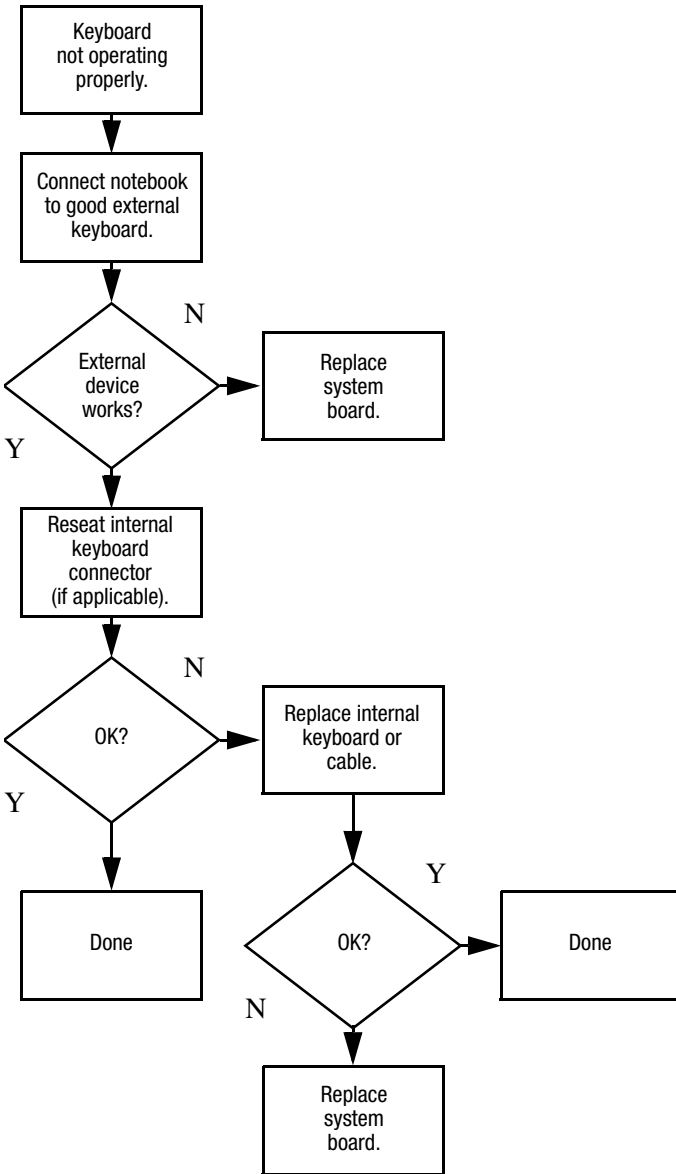 Keyboard
not operating
properly.
Connect notebook
to good external
keyboard.
N
External
device
works?
Replace
system
board.
Y
Reseat internal
keyboard
connector
(if applicable).
N
OK?
Replace internal
keyboard or
cable.
Y
Y
Done
OK?
Done
N
Replace
system
board.